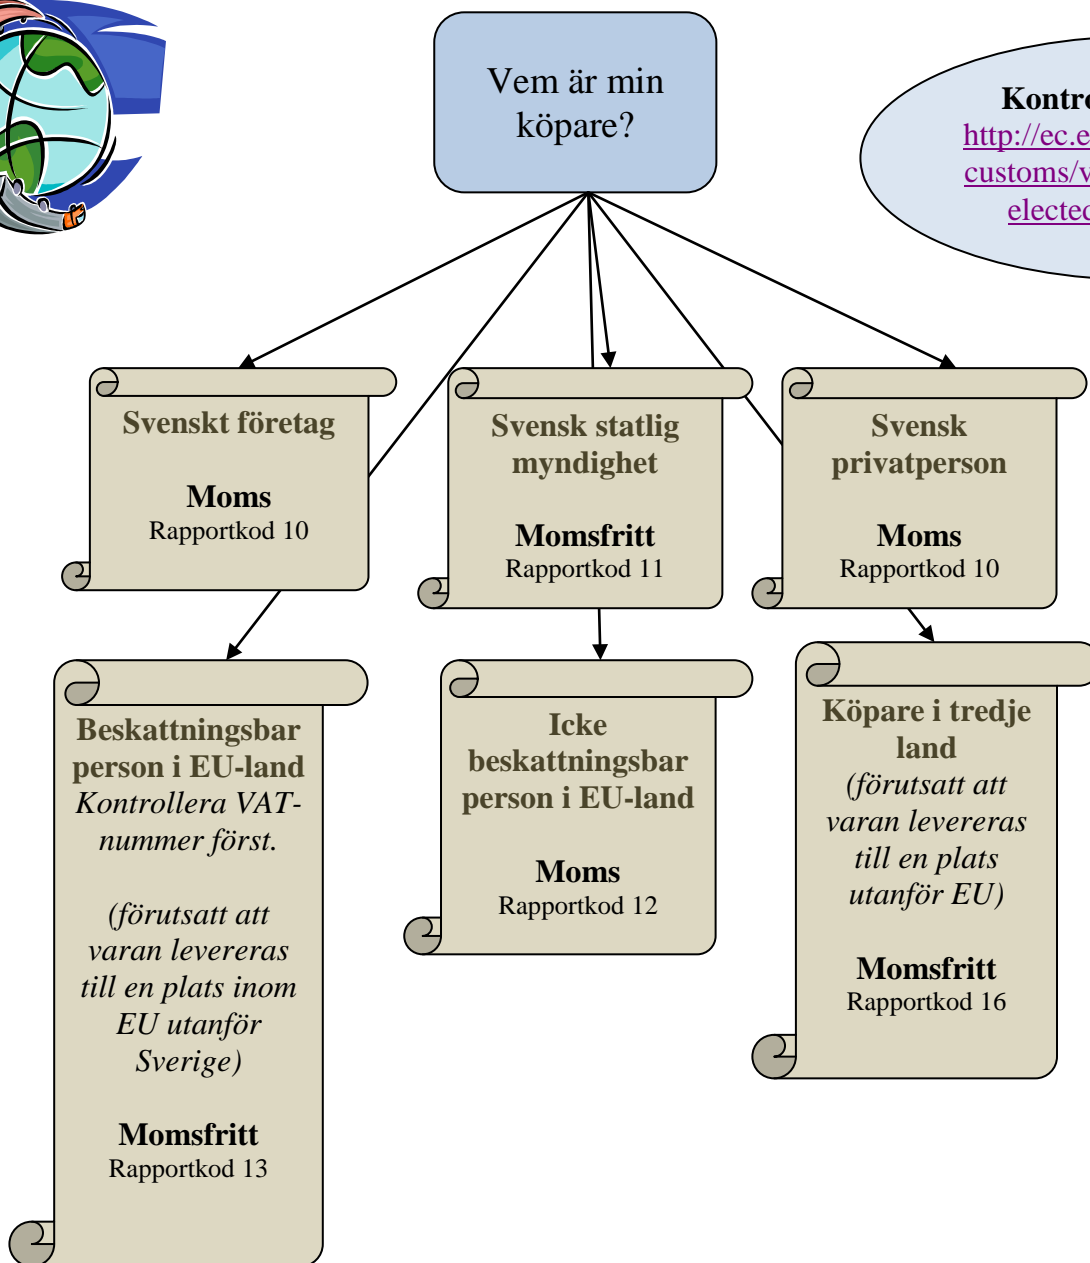 Vem är min
köpare?
http://ec.e
customs/v
Svenskt företag
Moms
Rapportkod 10
Svensk statlig
myndighet
Momsfritt
Rapportkod 11
Svensk
privatperson
Moms
Rapportkod 10
Beskattningsbar
person i EU-land
Kontrollera VAT-
nummer först.
(förutsatt att
varan levereras
till en plats inom
EU utanför
Sverige)
Momsfritt
Rapportkod 13
Icke
beskattningsbar
person i EU-land
Moms
Rapportkod 12
Köpare i tredje
land
(förutsatt att
varan levereras
till en plats
utanför EU)
Momsfritt
Rapportkod 16